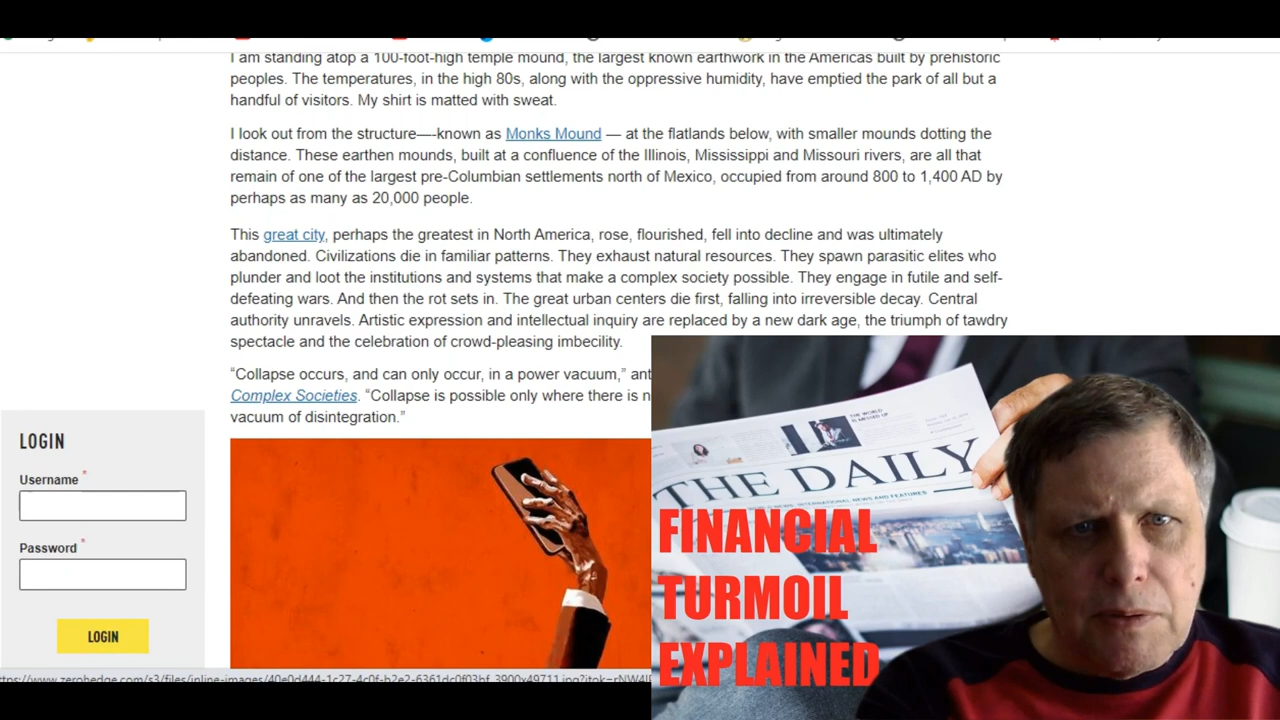 I am standing atop a 100-foot-high temple mound, the largest known earthwork in the Americas built by prehistoric
peoples. The temperatures, in the high 80s, along with the oppressive humidity, have emptied the park of all but a
handful of visitors. My shirt is matted with sweat.
I look out from the structure—-known as Monks Mound — at the flatlands below, with smaller mounds dotting the
distance. These earthen mounds, built at a confluence of the Illinois, Mississippi and Missouri rivers, are all that
remain of one of the largest pre-Columbian settlements north of Mexico, occupied from around 800 to 1,400 AD by
perhaps as many as 20,000 people.
This great city, perhaps the greatest in North America, rose, flourished, fell into decline and was ultimately
abandoned. Civilizations die in familiar patterns. They exhaust natural resources. They spawn parasitic elites who
plunder and loot the institutions and systems that make a complex society possible. They engage in futile and self-
defeating wars. And then the rot sets in. The great urban centers die first, falling into irreversible decay. Central
authority unravels. Artistic expression and intellectual inquiry are replaced by a new dark age, the triumph of tawdry
spectacle and the celebration of crowd-pleasing imbecility.
“Collapse occurs, and can only occur, in a power vacuum,” ant
Complex Societies. “Collapse is possible only where there is n
vacuum of disintegration.”
LOGIN
Username *
Password *
LOGIN
THE WORLD
IS MESSED UP
THE DAILY
WORLD NEWS, INTERNATIONAL NEWS AND FEATURES
FINANCIAL
TURMOIL
EXPLAINED